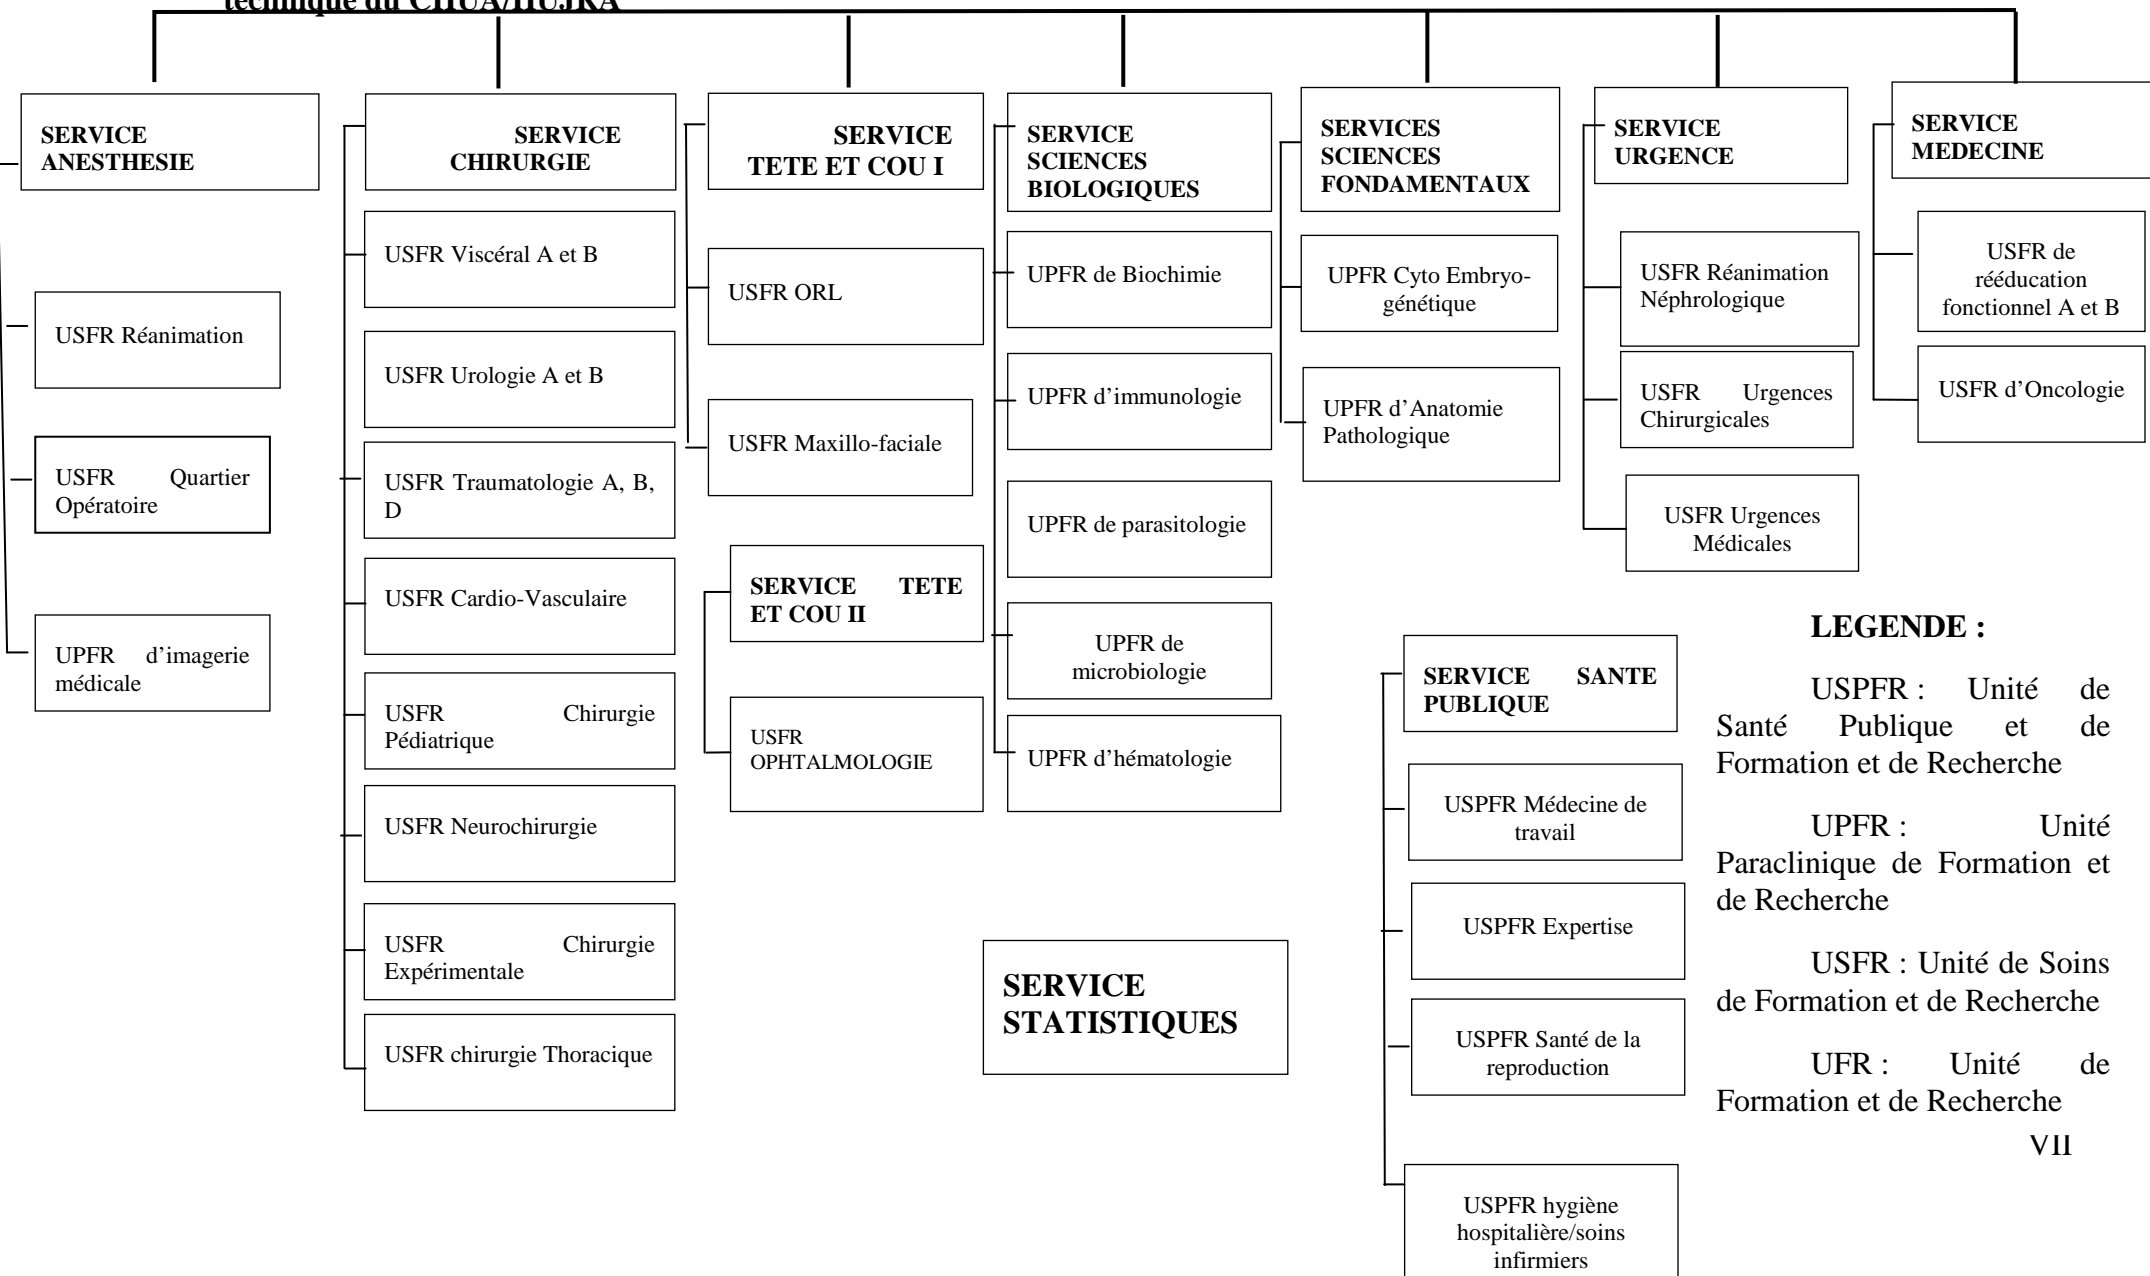 technique du CHUA/HUJRA
SERVICE
ANESTHESIE
USFR Réanimation
USFR Quartier
Opératoire
UPFR d’imagerie
médicale
SERVICE
CHIRURGIE
USFR Viscéral A et B
USFR Urologie A et B
USFR Traumatologie A, B,
D
USFR Cardio-Vasculaire
USFR Chirurgie
Pédiatrique
USFR Neurochirurgie
USFR Chirurgie
Expérimentale
USFR chirurgie Thoracique
SERVICE
TETE ET COU I
USFR ORL
USFR Maxillo-faciale
SERVICE TETE
ET COU II
USFR
OPHTALMOLOGIE
SERVICE
SCIENCES
BIOLOGIQUES
UPFR de Biochimie
UPFR d’immunologie
UPFR de parasitologie
UPFR de
microbiologie
UPFR d’hématologie
SERVICE
STATISTIQUES
SERVICES
SCIENCES
FONDAMENTAUX
UPFR Cyto Embryo-
génétique
UPFR d’Anatomie
Pathologique
SERVICE
URGENCE
USFR Réanimation
Néphrologique
USFR Urgences
Chirurgicales
USFR Urgences
Médicales
SERVICE
MEDECINE
USFR de
rééducation
fonctionnel A et B
USFR d’Oncologie
SERVICE SANTE
PUBLIQUE
USPFR Médecine de
travail
USPFR Expertise
USPFR Santé de la
reproduction
USPFR hygiène
hospitalière/soins
infirmiers
LEGENDE :
USPFR : Unité de
Santé Publique et de
Formation et de Recherche
UPFR : Unité
Paraclinique de Formation et
de Recherche
USFR : Unité de Soins
de Formation et de Recherche
UFR : Unité de
Formation et de Recherche
VII